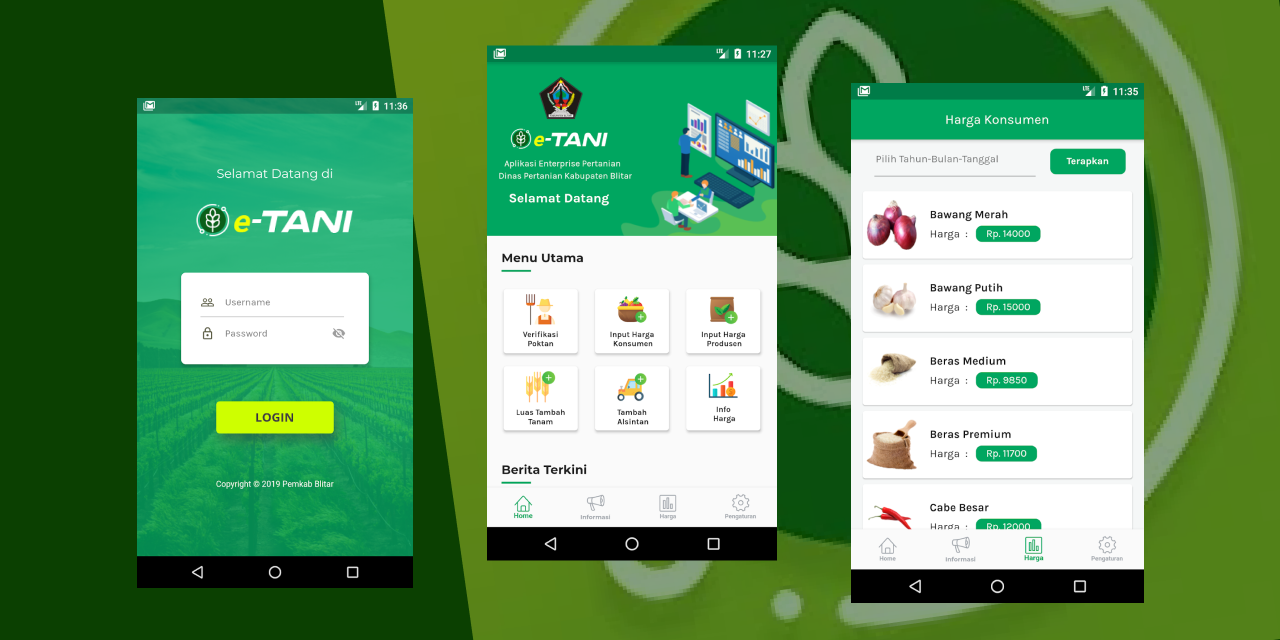 11:36
Selamat Datang di
e-TANI
Username
Password
LOGIN
Copyright © 2019 Pemkab Blitar
LTE 11:27
e-TANI
Aplikasi Enterprise Pertanian
Dinas Pertanian Kabupaten Blitar
Selamat Datang
Menu Utama
Verifikasi
Poktan
Input Harga
Konsumen
Input Harga
Produsen
Luas Tambah
Tanam
Tambah
Alsintan
Info
Harga
Berita Terkini
Home
Informasi
Harga
Pengaturan
11:35
Harga Konsumen
Pilih Tahun-Bulan-Tanggal
Terapkan
Bawang Merah
Harga : Rp. 14000
Bawang Putih
Harga : Rp. 15000
Beras Medium
Harga : Rp. 9850
Beras Premium
Harga : Rp. 11700
Cabe Besar
Harga : Rp. 12000
Home
Informasi
Harga
Pengaturan